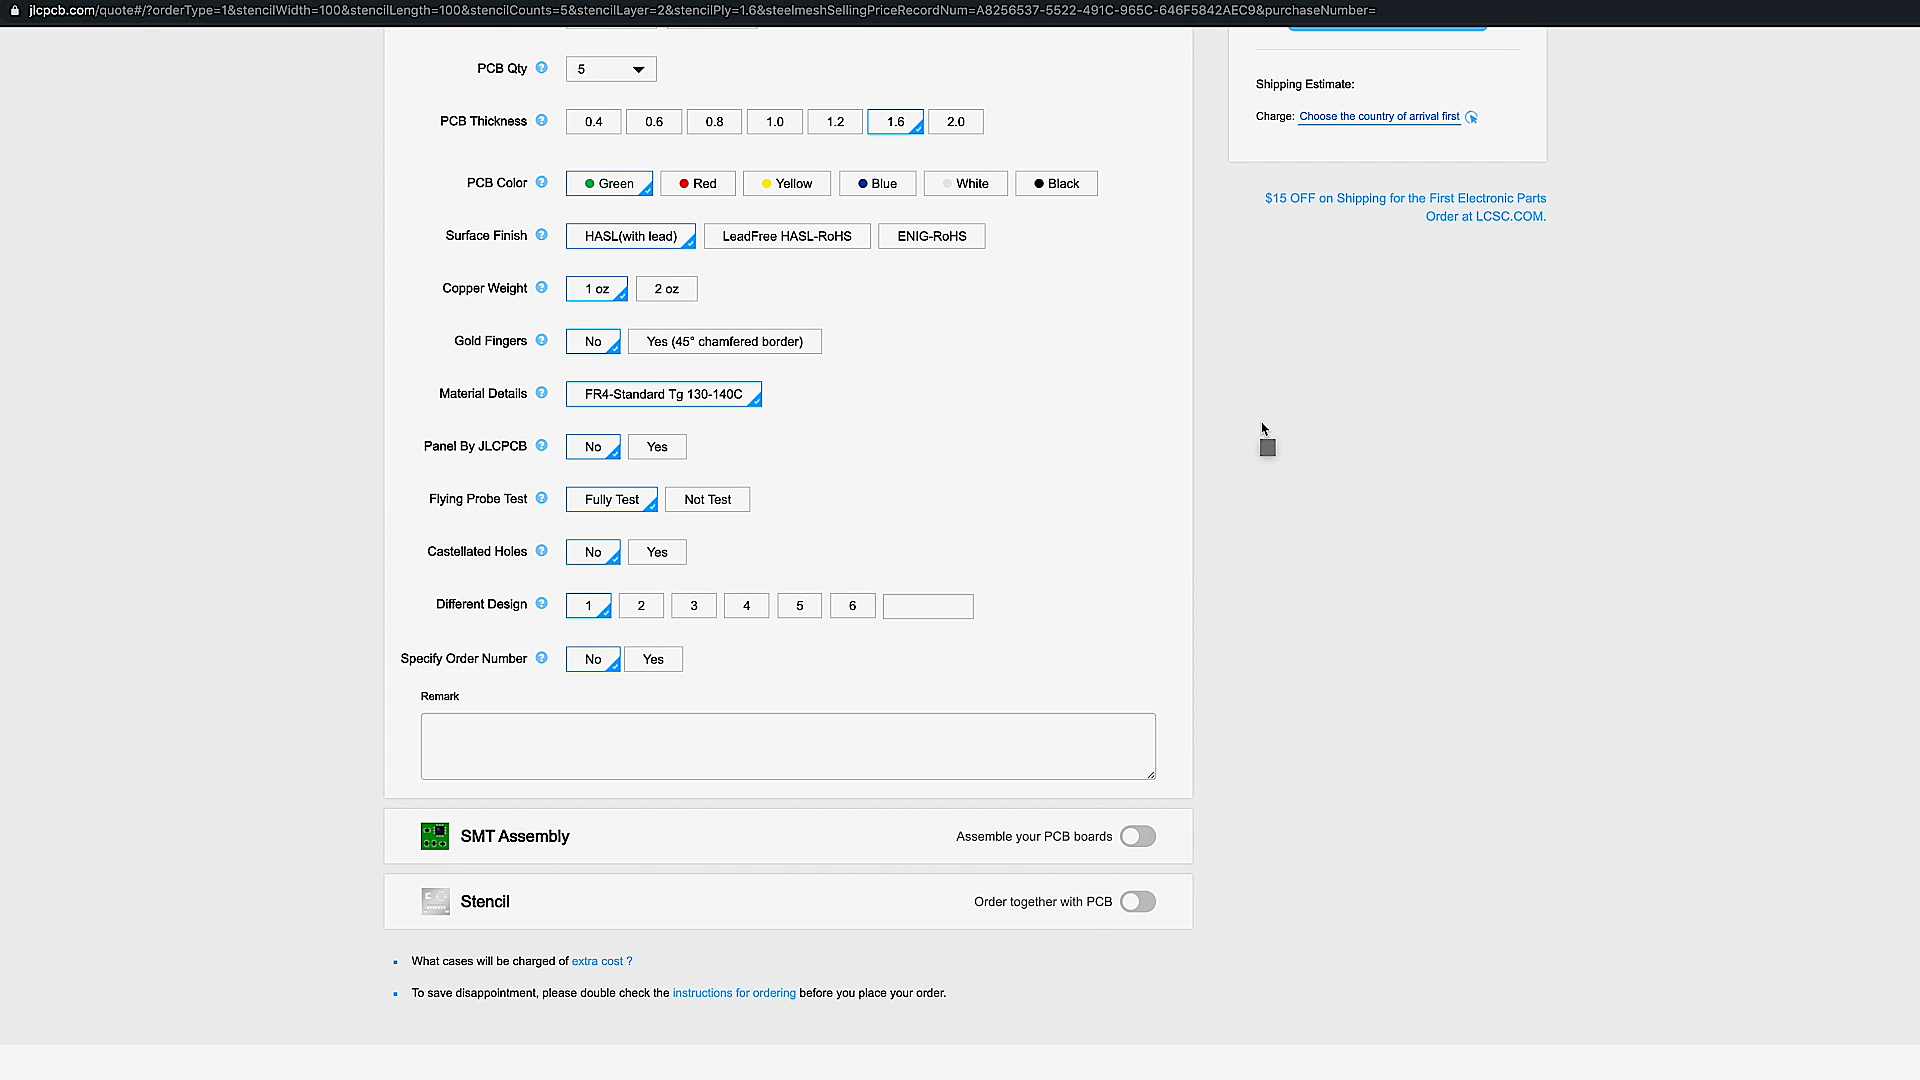 jlcpcb.com/quote#/?orderType=1&stencilWidth=100&stencilLength=100&stencilCounts=5&stencilLayer=2&stencilPly=1.6&steelmeshSellingPriceRecordNum=A8256537-5522-491C-965C-646F5842AEC9&purchaseNumber=
PCB Qty ? 5
PCB Thickness ? 0.4 0.6 0.8 1.0 1.2 1.6 2.0
PCB Color ? Green Red Yellow Blue White Black
Surface Finish ? HASL(with lead) LeadFree HASL-RoHS ENIG-RoHS
Copper Weight ? 1 oz 2 oz
Gold Fingers ? No Yes (45° chamfered border)
Material Details ? FR4-Standard Tg 130-140C
Panel By JLCPCB ? No Yes
Flying Probe Test ? Fully Test Not Test
Castellated Holes ? No Yes
Different Design ? 1 2 3 4 5 6
Specify Order Number ? No Yes
Remark
SMT Assembly Assemble your PCB boards
Stencil Order together with PCB
What cases will be charged of extra cost ?
To save disappointment, please double check the instructions for ordering before you place your order.
Shipping Estimate:
Charge: Choose the country of arrival first
$15 OFF on Shipping for the First Electronic Parts
Order at LCSC.COM.